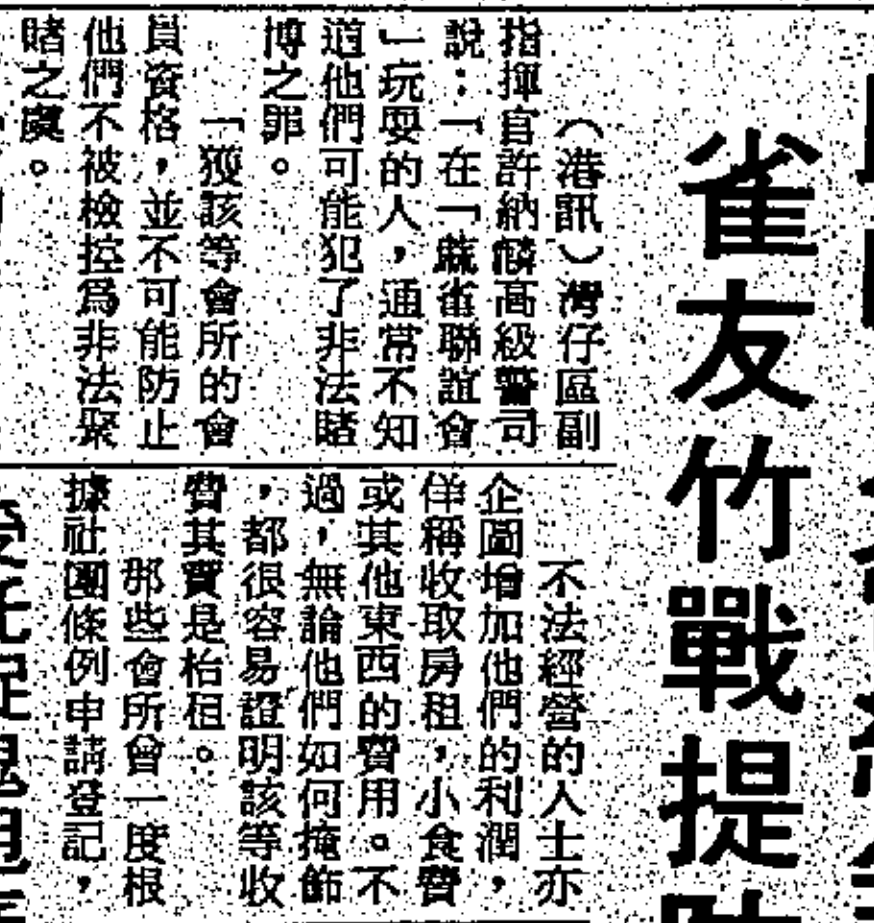 雀友竹戰提防
（港訊）灣仔區副
指揮官許納麟高級警司
說：「在「蔴雀聯誼會
」玩耍的人，通常不知
道他們可能犯了非法賭
博之罪。
「獲該等會所的會
員資格，並不可能防止
他們不被檢控爲非法聚
賭之虞。
不法經營的人士亦
企圖增加他們的利潤，
佯稱收取房租，小食費
或其他東西的費用。不
過，無論他們如何掩飾
，都很容易證明該等收
費其實是枱租。
那些會所曾一度根
據社團條例申請登記，